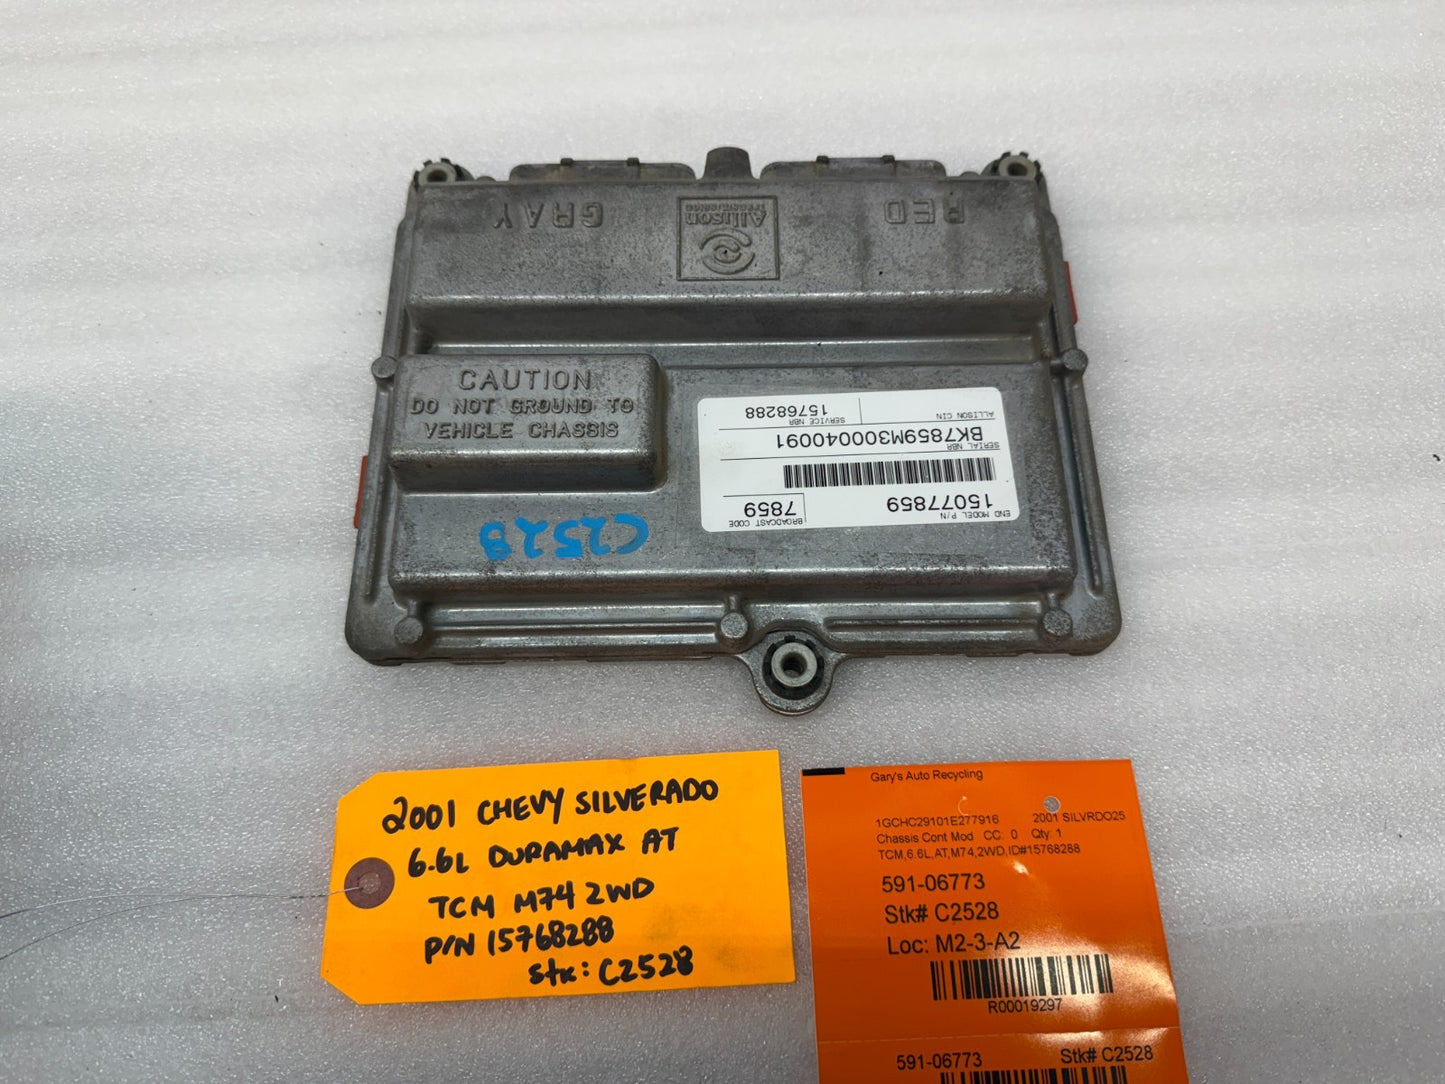 GRAY
Allison
Transmission
RED
CAUTION
DO NOT GROUND TO
VEHICLE CHASSIS
END MODEL P/N
15077859
BROADCAST CODE
7859
SERIAL NBR
BK7859M300040091
ALLISON CIN
SERVICE NBR
15768288
C2528
2001 CHEVY SILVERADO
6.6L DURAMAX AT
TCM M74 2WD
P/N 15768288
Stk: C2528
Gary's Auto Recycling
1GCHC29101E277916 2001 SILVRDO25
Chassis Cont Mod CC: 0 Qty: 1
TCM,6.6L,AT,M74,2WD,ID#15768288
591-06773
Stk# C2528
Loc: M2-3-A2
R00019297
591-06773 Stk# C2528